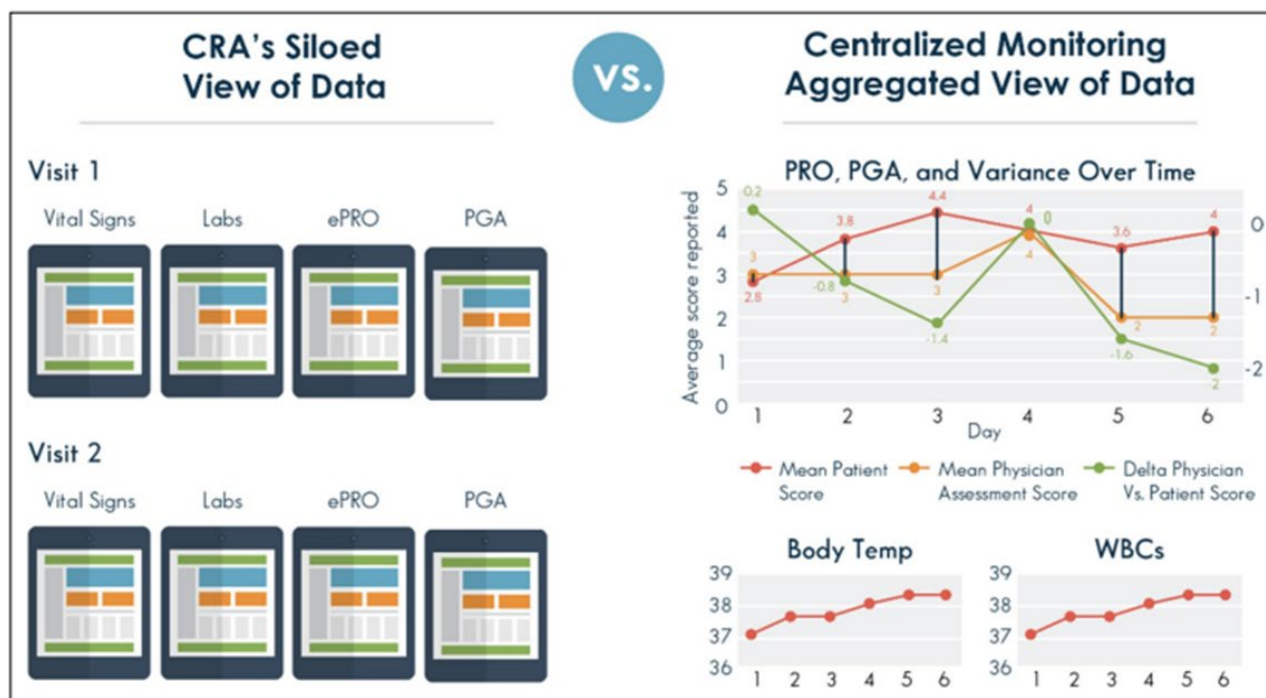 CRA's Siloed
View of Data
vs.
Centralized Monitoring
Aggregated View of Data
Visit 1
Vital Signs
Labs
ePRO
PGA
Visit 2
Vital Signs
Labs
ePRO
PGA
PRO, PGA, and Variance Over Time
Average score reported
5
4
3
2
1
0
0
-1
-2
0.2
3
2.8
3.8
-0.8
3
4.4
3
-1.4
4
0
4
3.6
2
-1.6
4
2
-2
1 2 3 4 5 6
Day
Mean Patient
Score
Mean Physician
Assessment Score
Delta Physician
Vs. Patient Score
Body Temp
39
38
37
36
1 2 3 4 5 6
WBCs
39
38
37
36
1 2 3 4 5 6